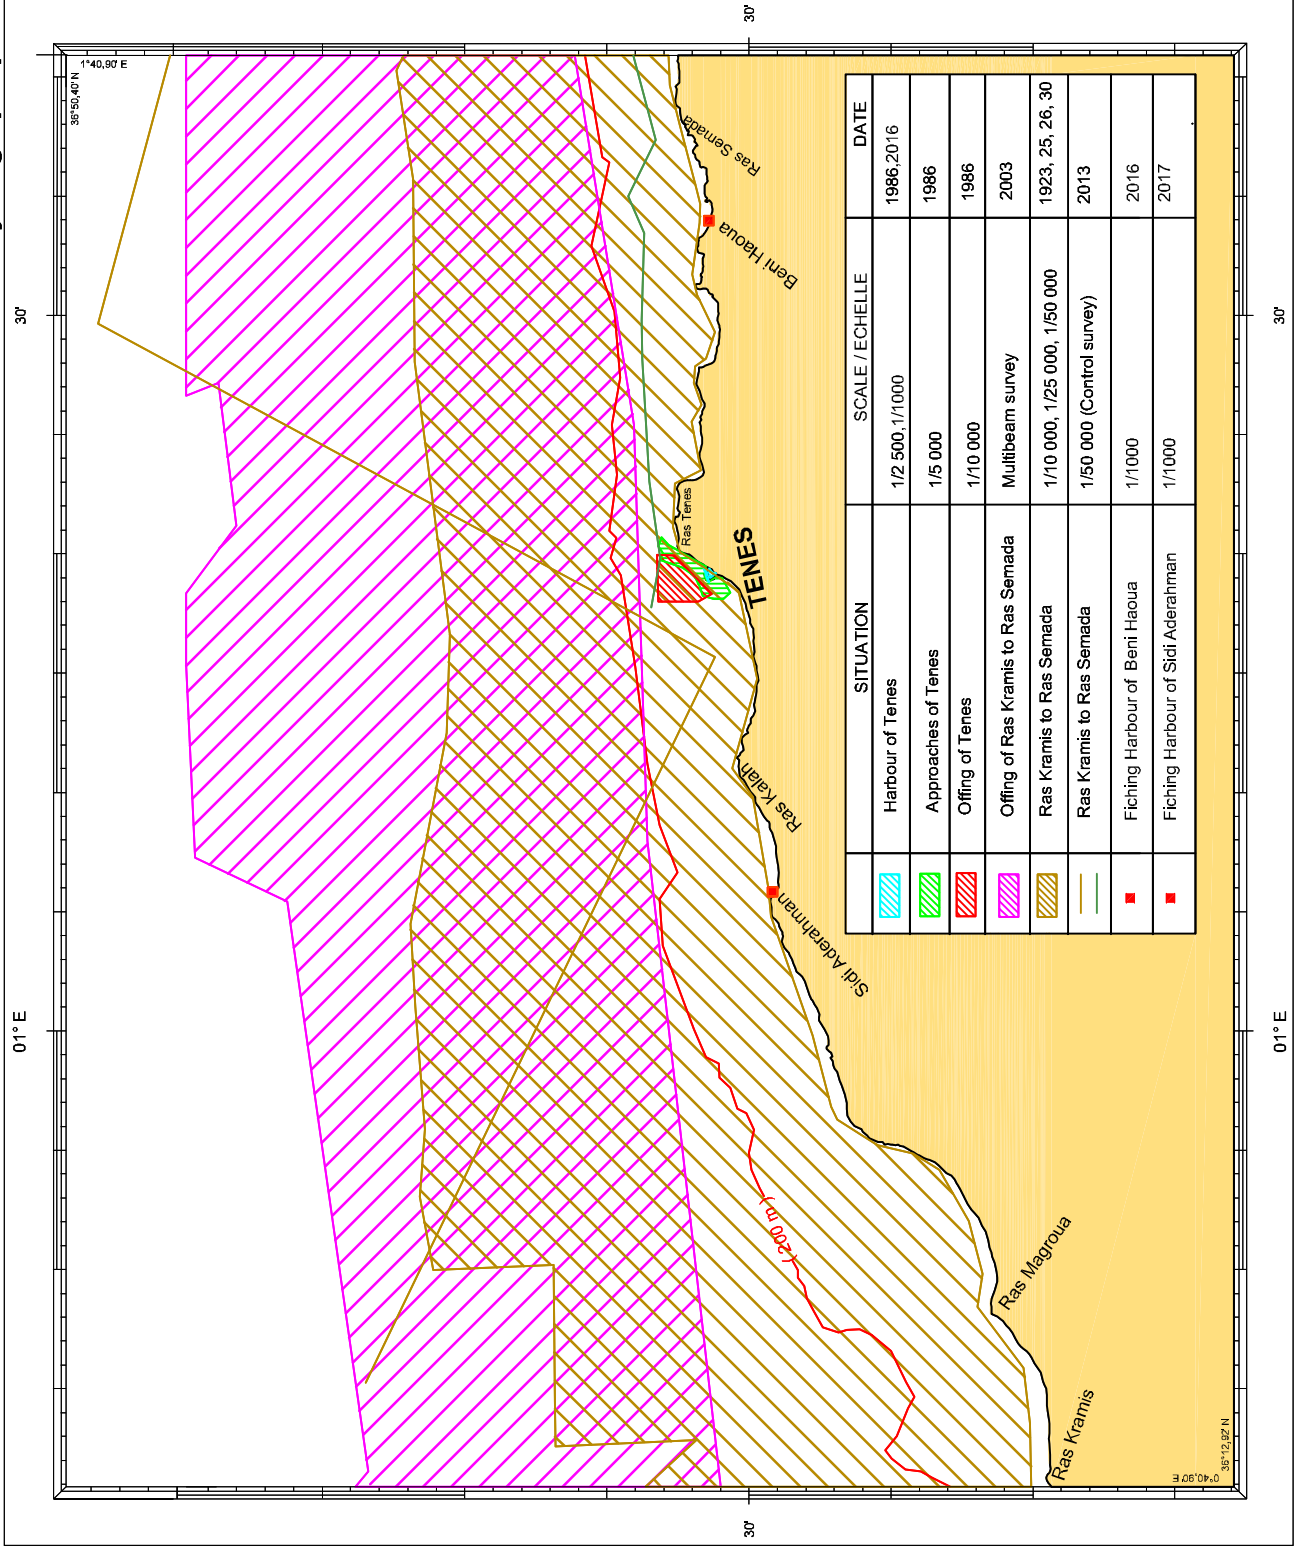 30'
1°40,90' E
36°50,40' N
30'
01° E
30'
01° E
30'
Ras Semada
Beni Haoua
Ras Tenes
TENES
Ras Kalah
Sidi Aderahman
( 200 m )
Ras Magroua
Ras Kramis
36°12,92' N
0°40,90' E
SITUATION SCALE / ECHELLE DATE
Harbour of Tenes 1/2 500,1/1000 1986,2016
Approaches of Tenes 1/5 000 1986
Offing of Tenes 1/10 000 1986
Offing of Ras Kramis to Ras Semada Multibeam survey 2003
Ras Kramis to Ras Semada 1/10 000, 1/25 000, 1/50 000 1923, 25, 26, 30
Ras Kramis to Ras Semada 1/50 000 (Control survey) 2013
Fiching Harbour of Beni Haoua 1/1000 2016
Fiching Harbour of Sidi Aderahman 1/1000 2017